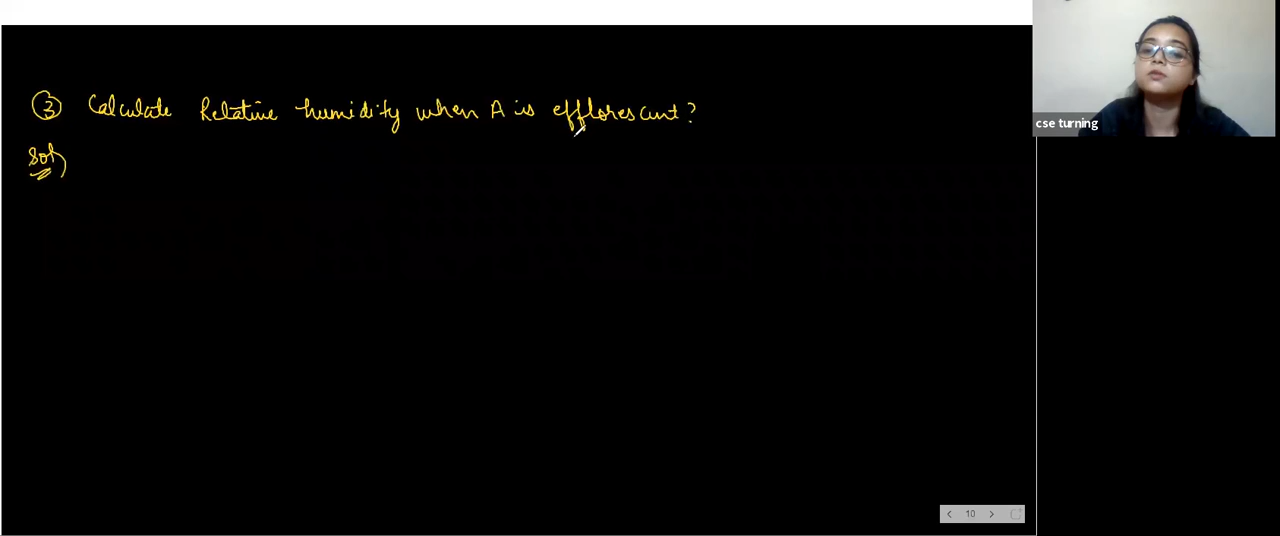 ③ Calculate Relative humidity when A is efflorescent?
Sol
cse turning
10